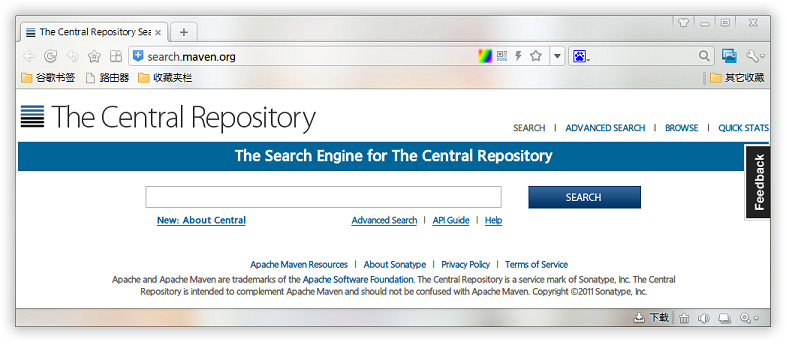 The Central Repository Sea
search.maven.org
谷歌书签 路由器 收藏夹栏 其它收藏
The Central Repository
SEARCH | ADVANCED SEARCH | BROWSE | QUICK STATS
The Search Engine for The Central Repository
Feedback
SEARCH
New: About Central Advanced Search | API Guide | Help
Apache Maven Resources | About Sonatype | Privacy Policy | Terms of Service
Apache and Apache Maven are trademarks of the Apache Software Foundation. The Central Repository is a service mark of Sonatype, Inc. The Central
Repository is intended to complement Apache Maven and should not be confused with Apache Maven. Copyright ©2011 Sonatype, Inc.
下载